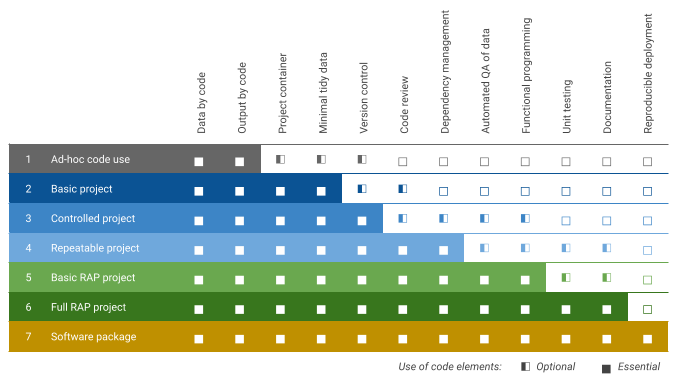 Data by code
Output by code
Project container
Minimal tidy data
Version control
Code review
Dependency management
Automated QA of data
Functional programming
Unit testing
Documentation
Reproducible deployment
1 Ad-hoc code use
2 Basic project
3 Controlled project
4 Repeatable project
5 Basic RAP project
6 Full RAP project
7 Software package
Use of code elements: Optional Essential